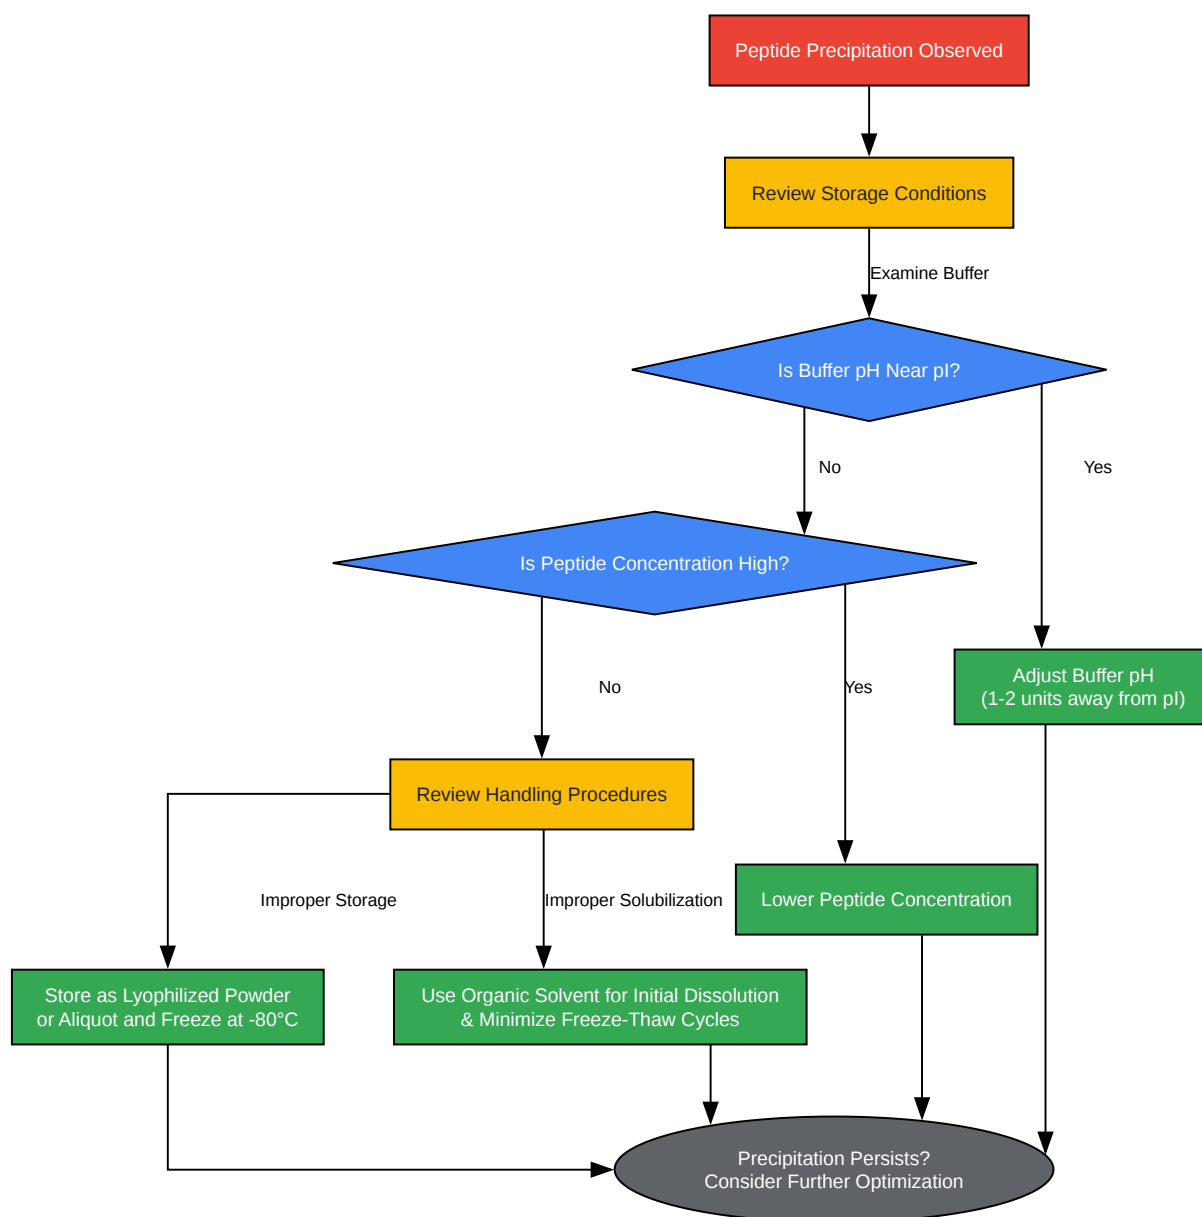 Peptide Precipitation Observed
Review Storage Conditions
Examine Buffer
Is Buffer pH Near pI?
No
Yes
Is Peptide Concentration High?
Adjust Buffer pH
(1-2 units away from pI)
No
Yes
Review Handling Procedures
Improper Storage
Improper Solubilization
Lower Peptide Concentration
Store as Lyophilized Powder
or Aliquot and Freeze at -80°C
Use Organic Solvent for Initial Dissolution
& Minimize Freeze-Thaw Cycles
Precipitation Persists?
Consider Further Optimization